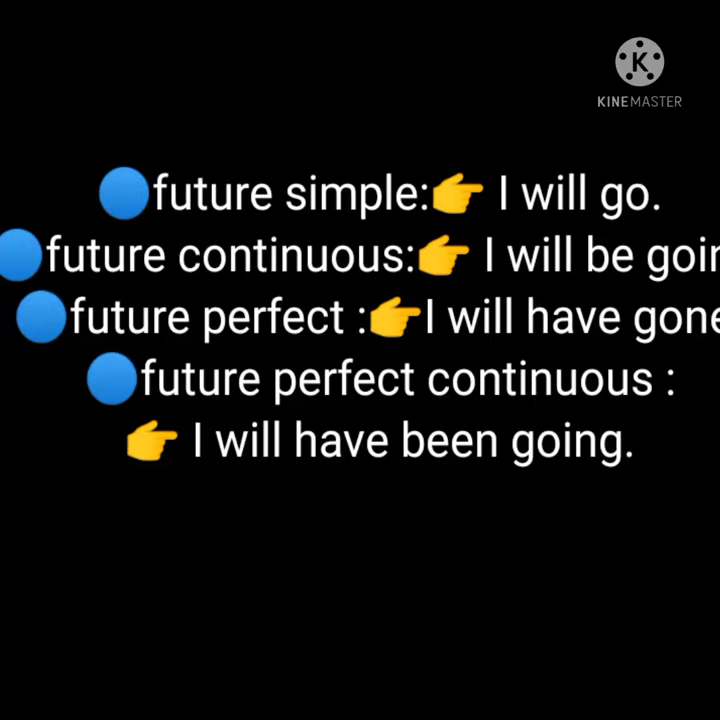 KINEMASTER
🔵future simple:👉 I will go.
🔵future continuous:👉 I will be goin
🔵future perfect :👉I will have gone
🔵future perfect continuous :
👉 I will have been going.